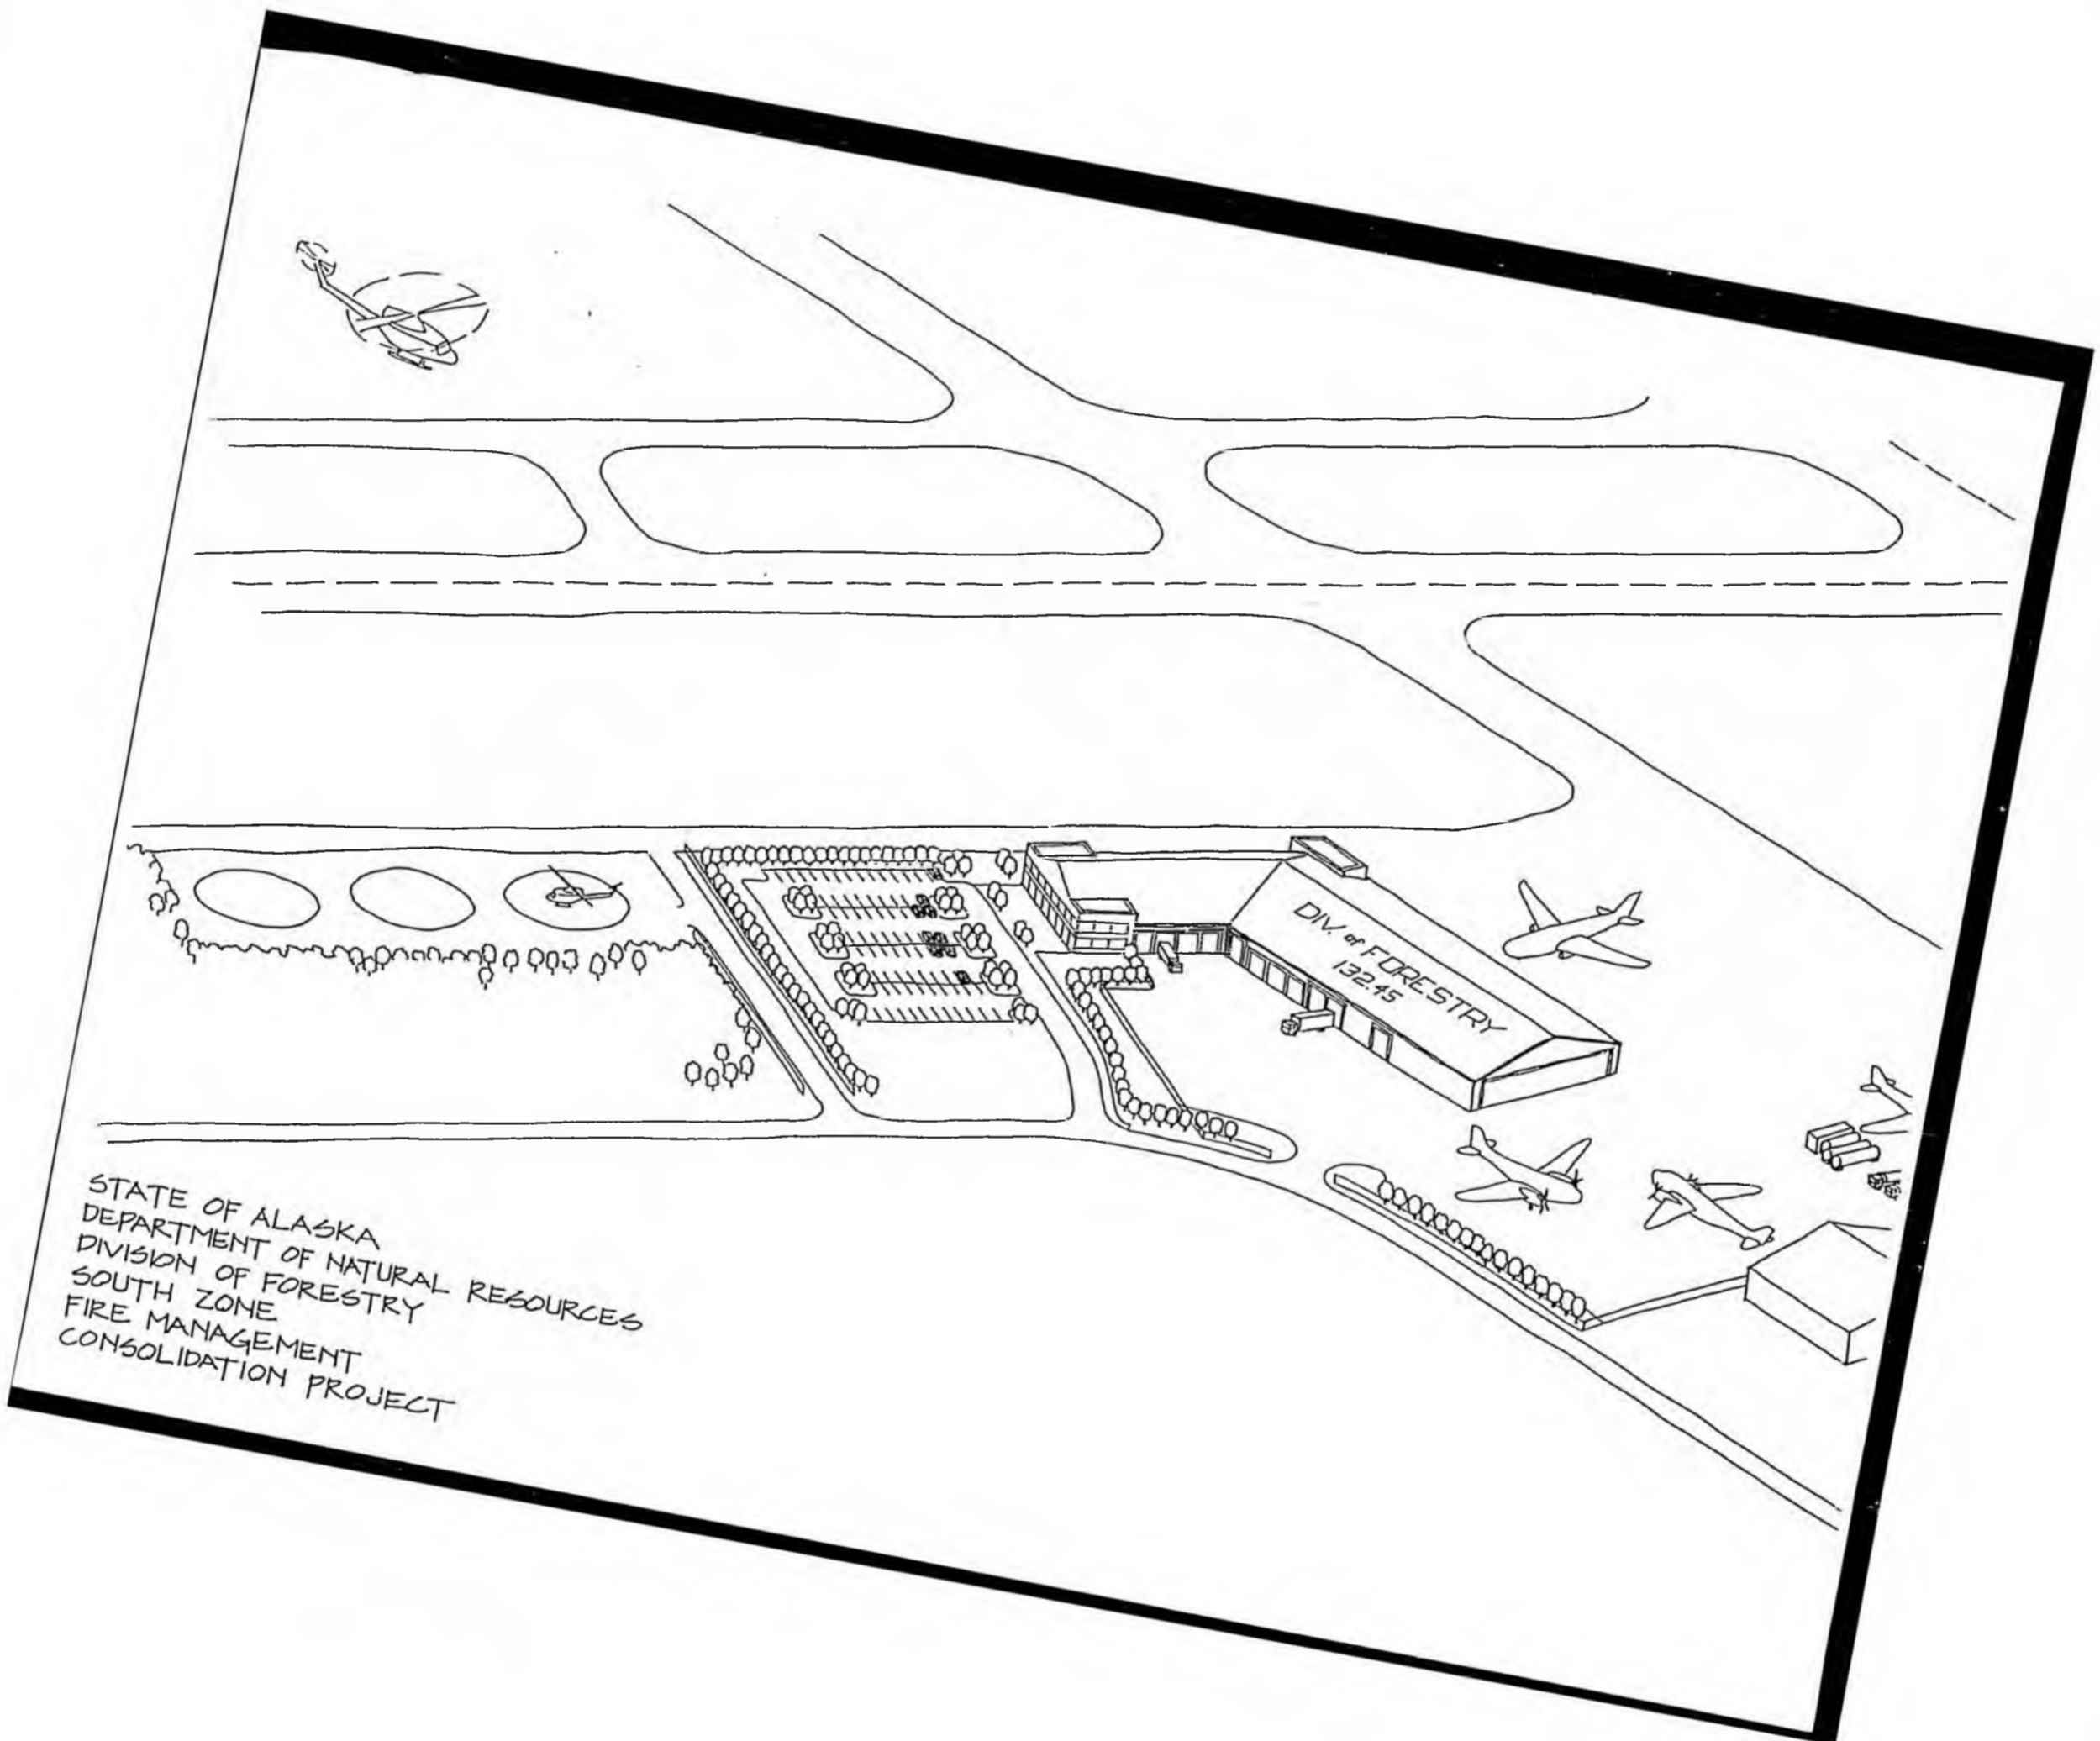 DIV. of FORESTRY
132.45
STATE OF ALASKA
DEPARTMENT OF NATURAL RESOURCES
DIVISION OF FORESTRY
SOUTH ZONE
FIRE MANAGEMENT
CONSOLIDATION PROJECT